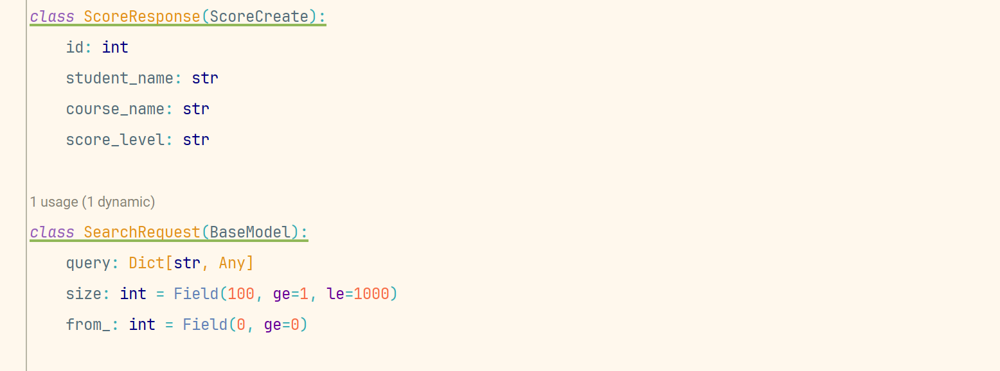 class ScoreResponse(ScoreCreate):
    id: int
    student_name: str
    course_name: str
    score_level: str
1 usage (1 dynamic)
class SearchRequest(BaseModel):
    query: Dict[str, Any]
    size: int = Field(100, ge=1, le=1000)
    from_: int = Field(0, ge=0)